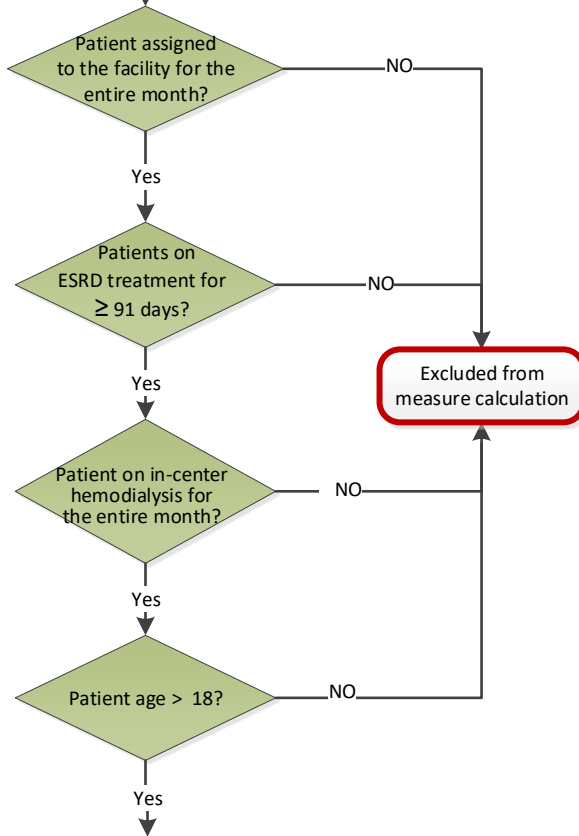 Patient assigned
to the facility for the
entire month?
NO
Yes
Patients on
ESRD treatment for
≥ 91 days?
NO
Yes
Excluded from
measure calculation
Patient on in-center
hemodialysis for
the entire month?
NO
Yes
Patient age > 18?
NO
Yes